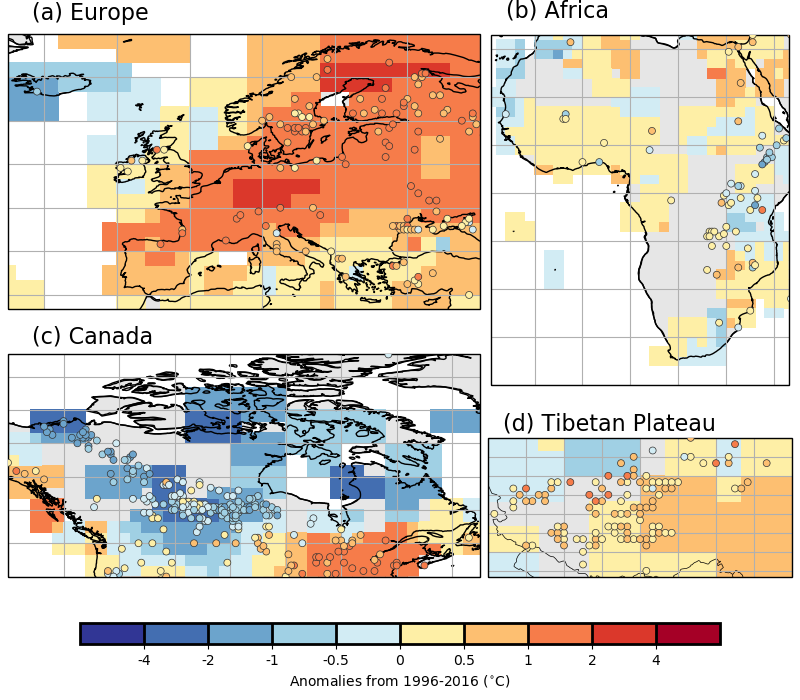 (a) Europe
(b) Africa
(c) Canada
(d) Tibetan Plateau
-4 -2 -1 -0.5 0 0.5 1 2 4
Anomalies from 1996-2016 (°C)